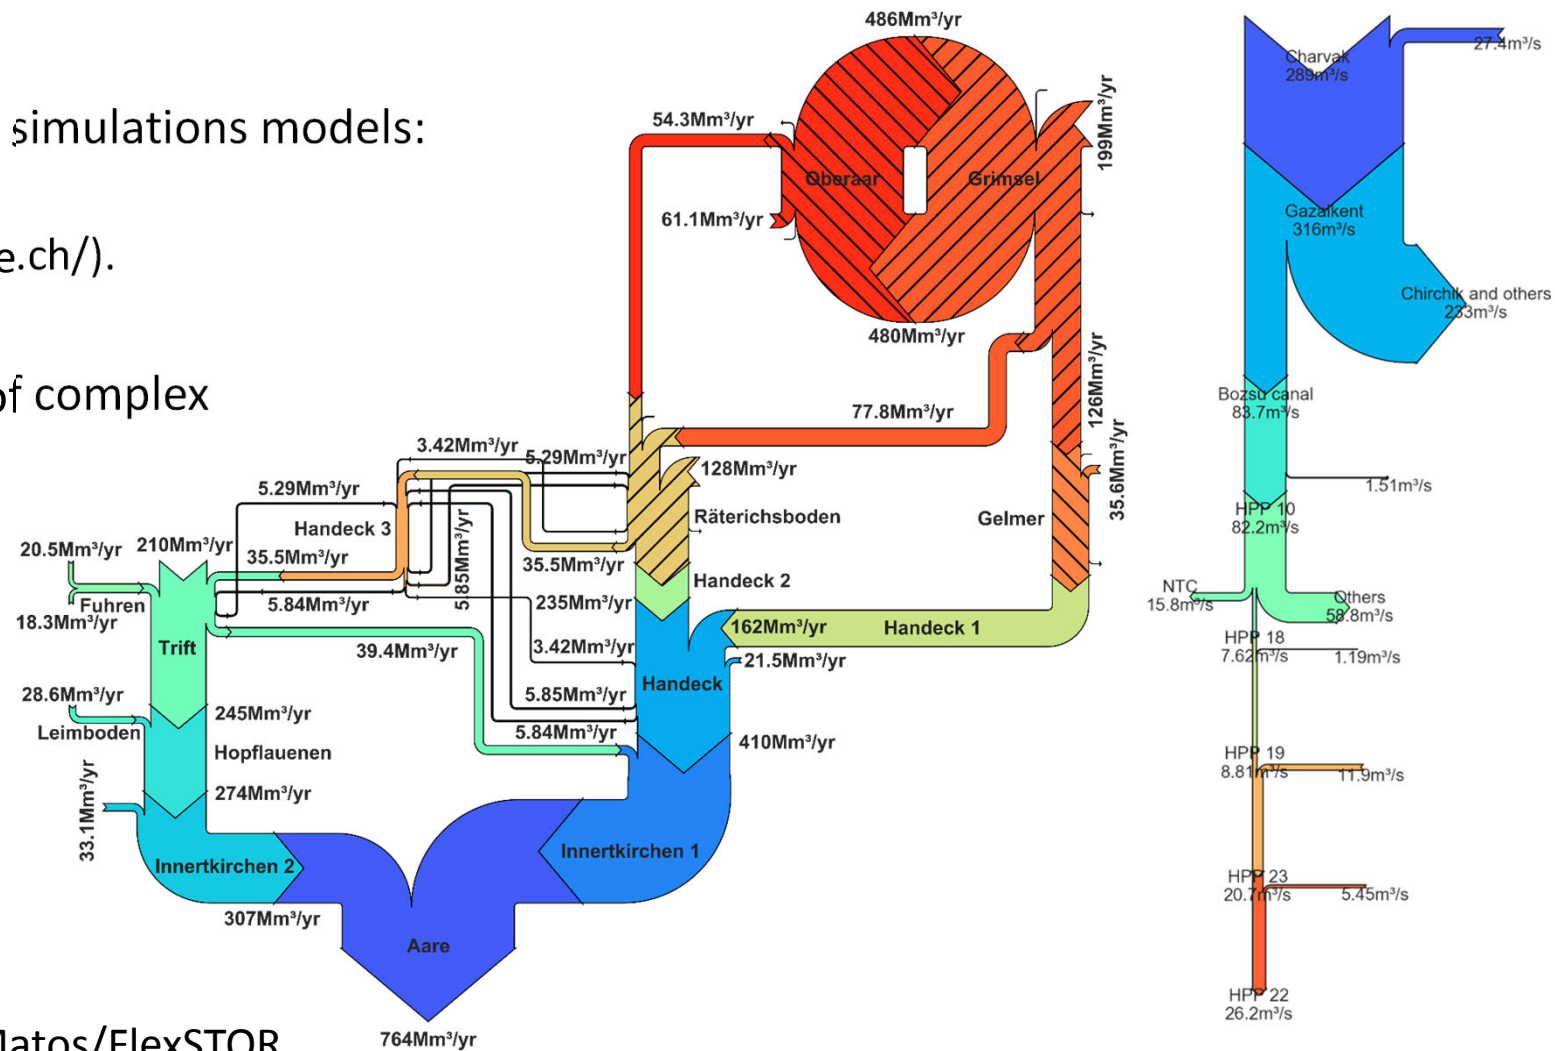 simulations models:
e.ch/).
of complex
Matos/FlexSTOR
486Mm³/yr
54.3Mm³/yr
199Mm³/yr
Oberaar
Grimsel
61.1Mm³/yr
480Mm³/yr
126Mm³/yr
77.8Mm³/yr
3.42Mm³/yr
5.29Mm³/yr
128Mm³/yr
35.6Mm³/yr
5.29Mm³/yr
Handeck 3
5.85Mm³/yr
Räterichsboden
Gelmer
20.5Mm³/yr
210Mm³/yr
35.5Mm³/yr
35.5Mm³/yr
Handeck 2
Fuhren
5.84Mm³/yr
235Mm³/yr
18.3Mm³/yr
162Mm³/yr
Handeck 1
Trift
39.4Mm³/yr
3.42Mm³/yr
21.5Mm³/yr
Handeck
28.6Mm³/yr
5.85Mm³/yr
245Mm³/yr
Leimboden
5.84Mm³/yr
410Mm³/yr
Hopflauenen
33.1Mm³/yr
274Mm³/yr
Innertkirchen 2
Innertkirchen 1
307Mm³/yr
Aare
764Mm³/yr
27.4m³/s
Charvak
289m³/s
Gazalkent
316m³/s
Chirchik and others
233m³/s
Bozsu canal
83.7m³/s
1.51m³/s
HPP 10
82.2m³/s
NTC
15.8m³/s
Others
58.8m³/s
HPP 18
7.62m³/s
1.19m³/s
HPP 19
8.81m³/s
11.9m³/s
HPP 23
20.7m³/s
5.45m³/s
HPP 22
26.2m³/s